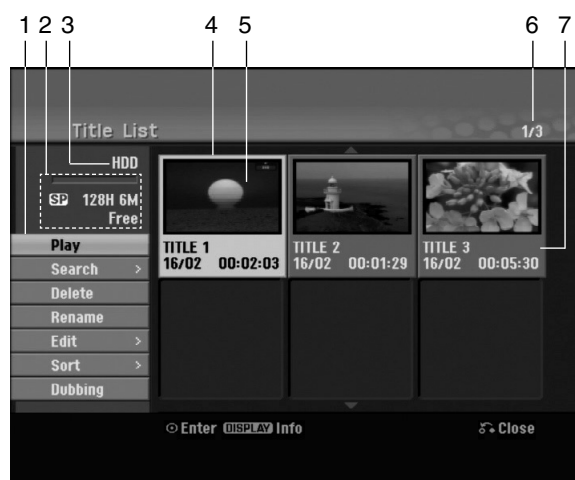 1 2 3 4 5 6 7
Title List
1/3
HDD
SP 128H 6M
Free
Play
Search >
Delete
Rename
Edit >
Sort >
Dubbing
TITLE 1
16/02 00:02:03
TITLE 2
16/02 00:01:29
TITLE 3
16/02 00:05:30
Enter DISPLAY Info
Close